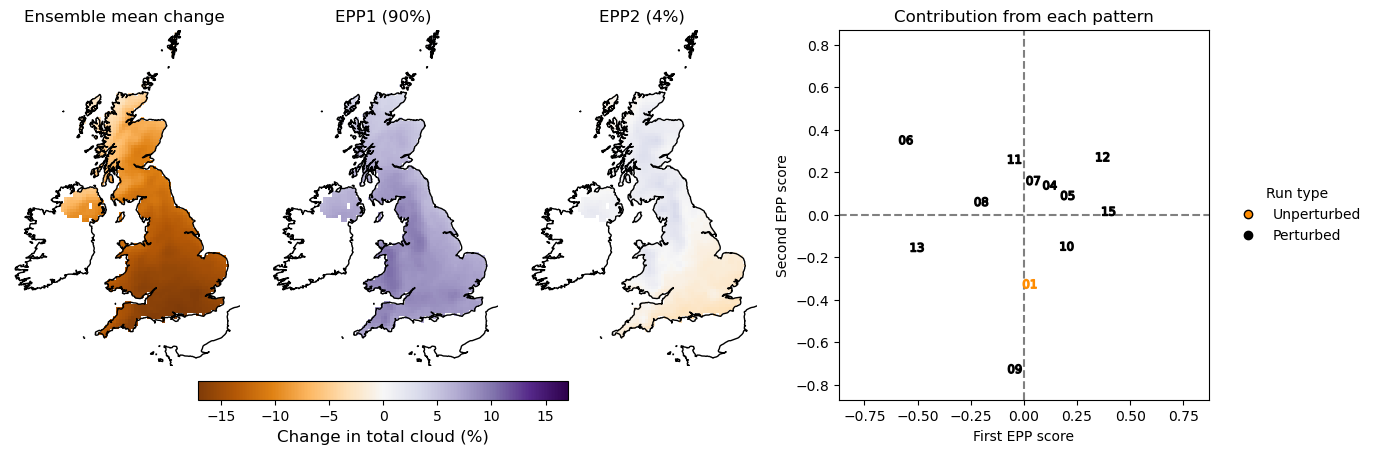 Ensemble mean change
EPP1 (90%)
EPP2 (4%)
Contribution from each pattern
−15 −10 −5 0 5 10 15
Change in total cloud (%)
Second EPP score
0.8
0.6
0.4
0.2
0.0
−0.2
−0.4
−0.6
−0.8
06
11
12
07
04
05
08
15
13
10
01
09
−0.75 −0.50 −0.25 0.00 0.25 0.50 0.75
First EPP score
Run type
Unperturbed
Perturbed